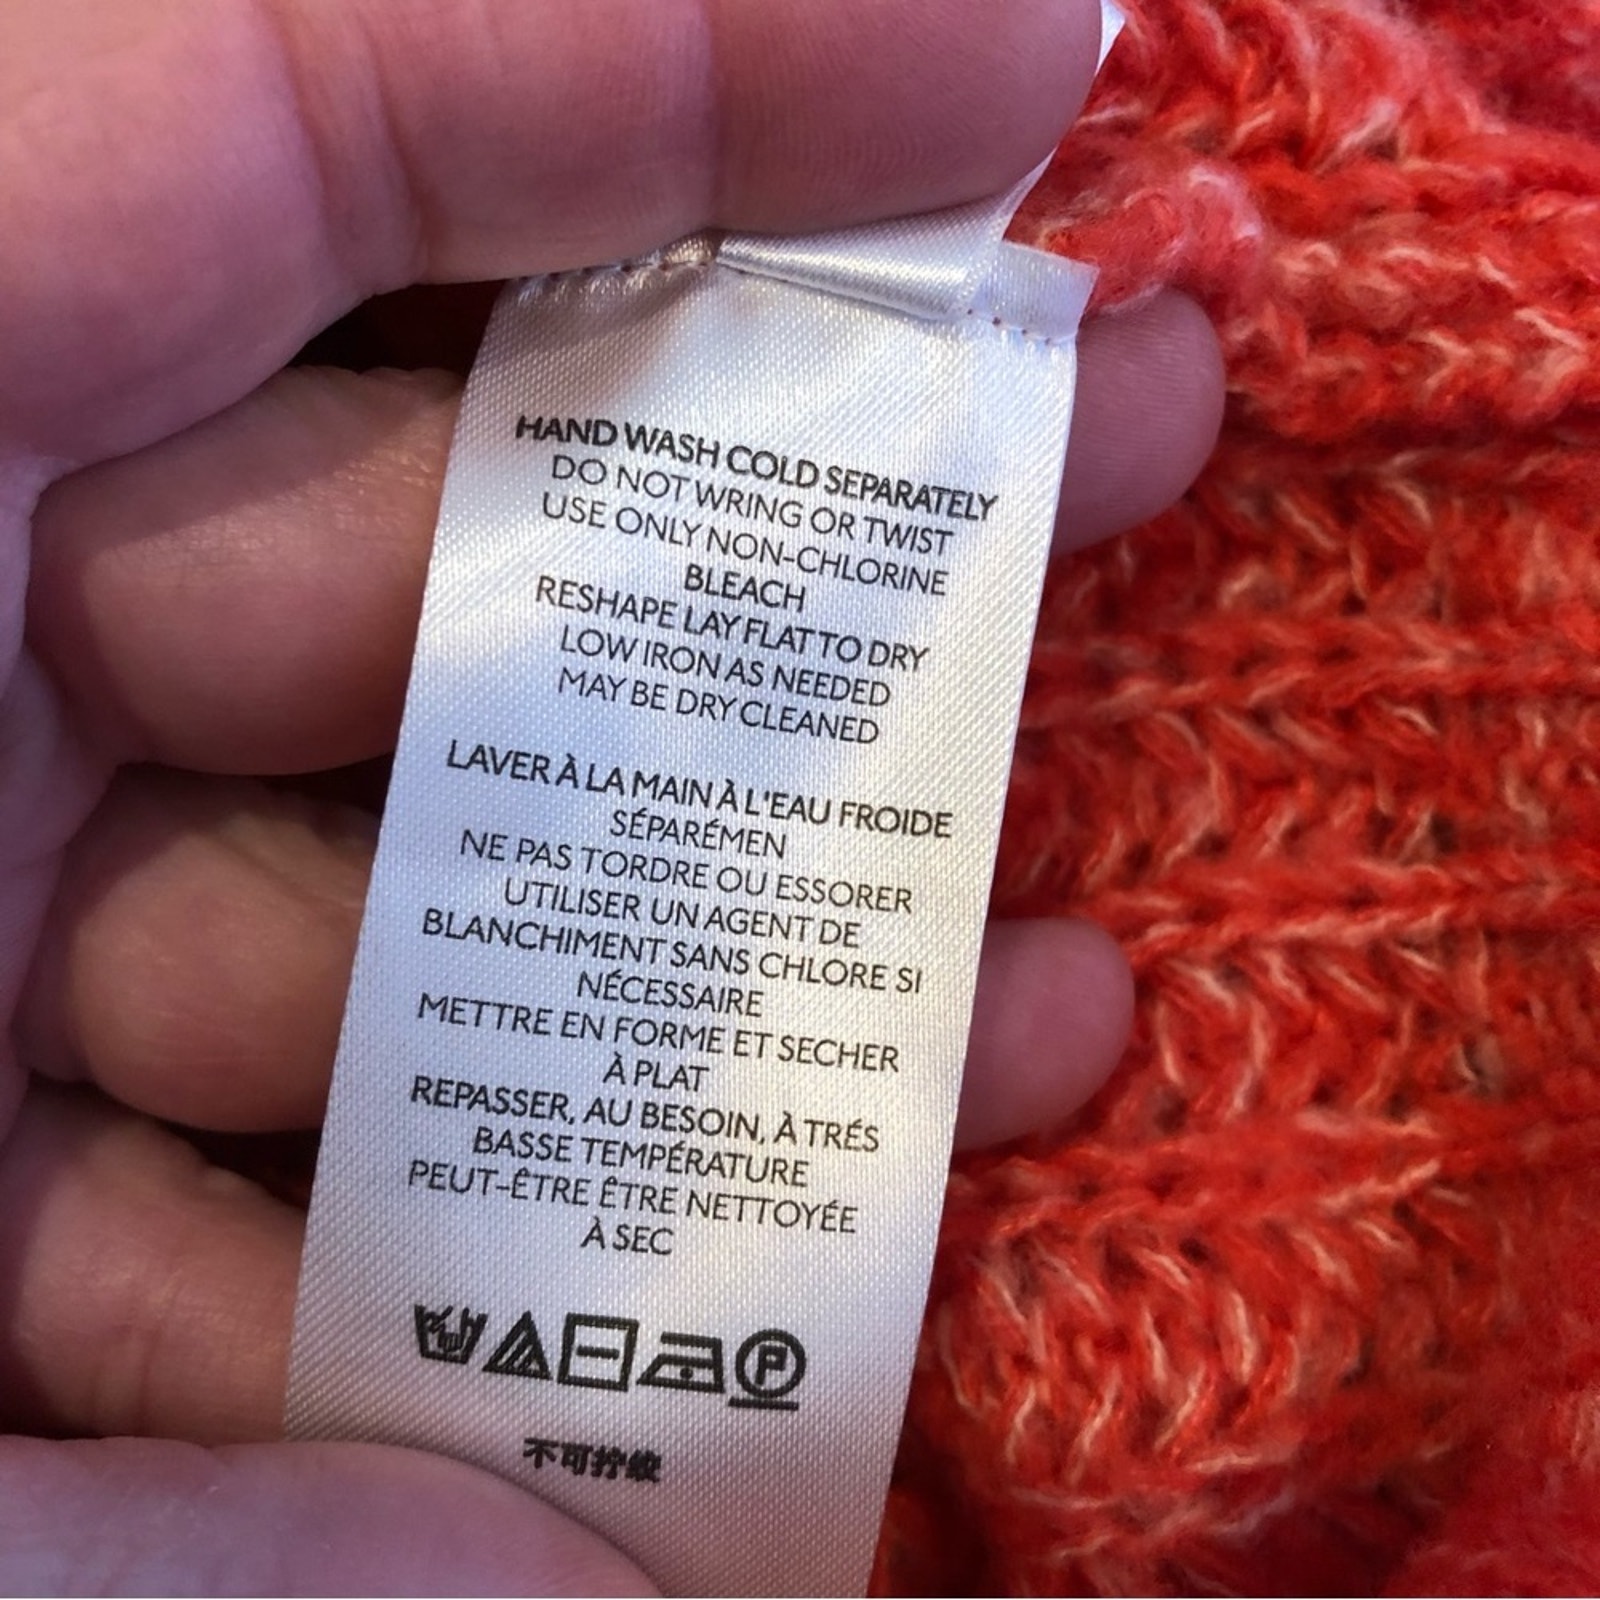 HAND WASH COLD SEPARATELY
DO NOT WRING OR TWIST
USE ONLY NON-CHLORINE
BLEACH
RESHAPE LAY FLAT TO DRY
LOW IRON AS NEEDED
MAY BE DRY CLEANED
LAVER À LA MAIN À L'EAU FROIDE
SÉPARÉMEN
NE PAS TORDRE OU ESSORER
UTILISER UN AGENT DE
BLANCHIMENT SANS CHLORE SI
NÉCESSAIRE
METTRE EN FORME ET SECHER
À PLAT
REPASSER, AU BESOIN, À TRÉS
BASSE TEMPÉRATURE
PEUT-ÊTRE ÊTRE NETTOYÉE
À SEC
P
不可拧绞